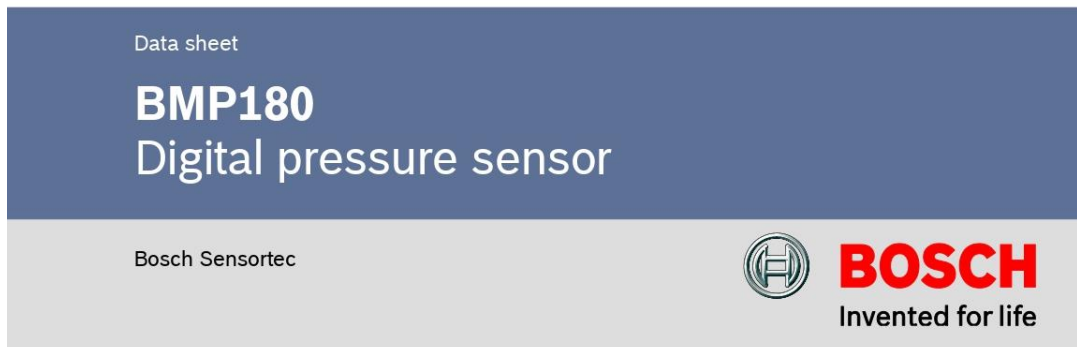 Data sheet
BMP180
Digital pressure sensor
Bosch Sensortec
BOSCH
Invented for life